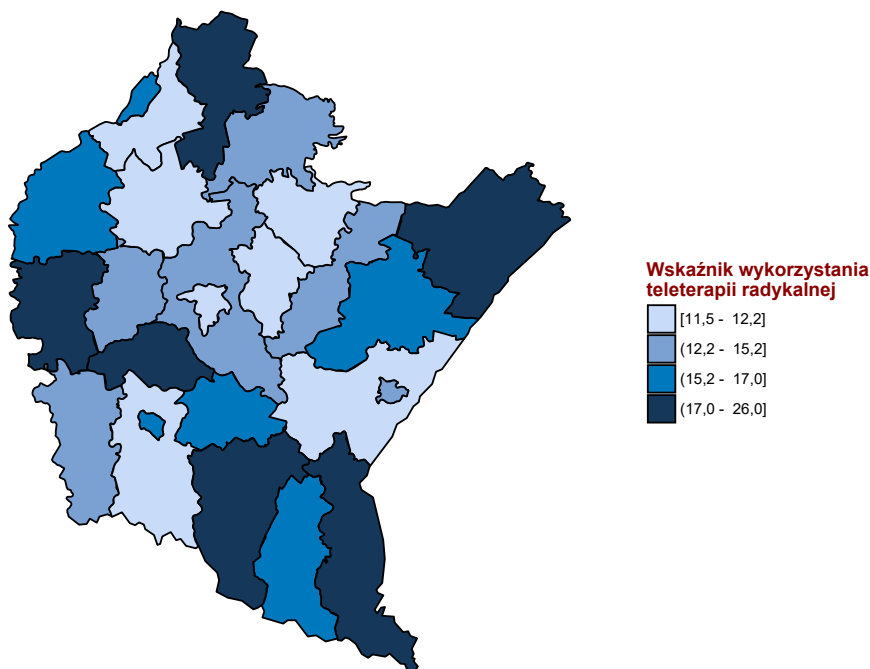 Wskaźnik wykorzystania
teleterapii radykalnej
[11,5 - 12,2]
(12,2 - 15,2]
(15,2 - 17,0]
(17,0 - 26,0]